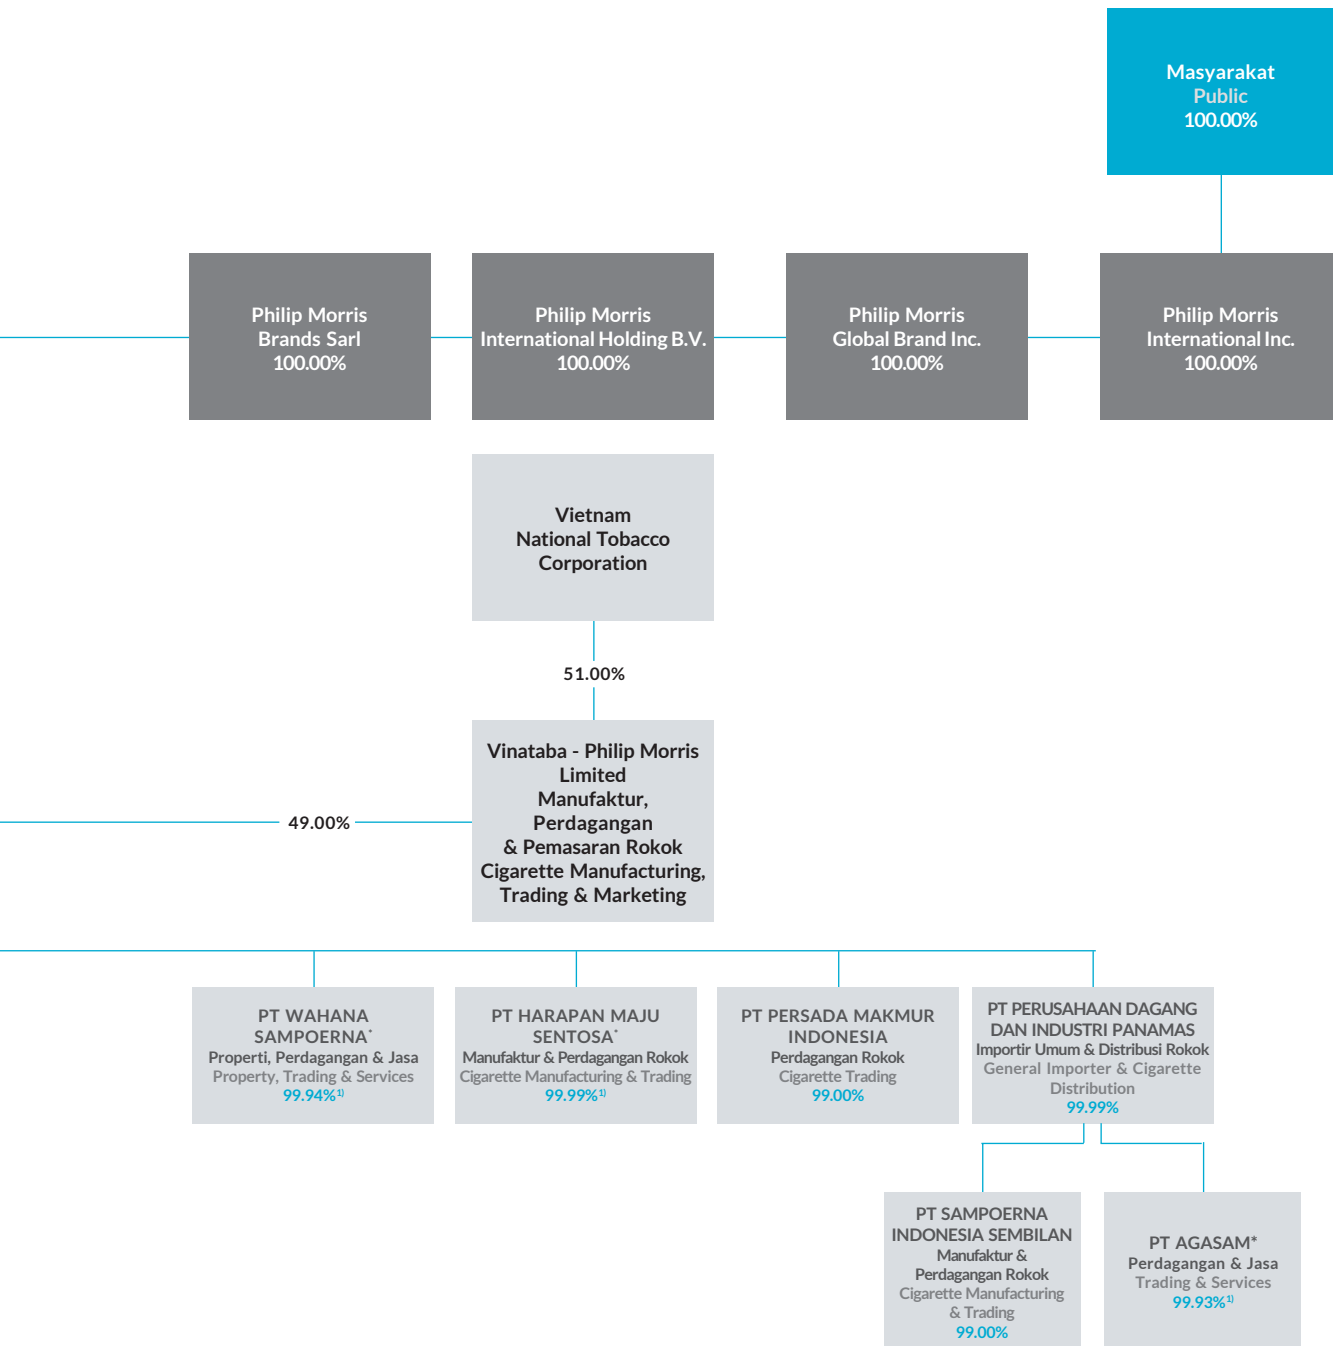 Masyarakat
Public
100.00%
Philip Morris
Brands Sarl
100.00%
Philip Morris
International Holding B.V.
100.00%
Philip Morris
Global Brand Inc.
100.00%
Philip Morris
International Inc.
100.00%
Vietnam
National Tobacco
Corporation
51.00%
Vinataba - Philip Morris
Limited
Manufaktur,
Perdagangan
& Pemasaran Rokok
Cigarette Manufacturing,
Trading & Marketing
49.00%
PT WAHANA
SAMPOERNA*
Properti, Perdagangan & Jasa
Property, Trading & Services
99.94%1)
PT HARAPAN MAJU
SENTOSA*
Manufaktur & Perdagangan Rokok
Cigarette Manufacturing & Trading
99.99%1)
PT PERSADA MAKMUR
INDONESIA
Perdagangan Rokok
Cigarette Trading
99.00%
PT PERUSAHAAN DAGANG
DAN INDUSTRI PANAMAS
Importir Umum & Distribusi Rokok
General Importer & Cigarette
Distribution
99.99%
PT SAMPOERNA
INDONESIA SEMBILAN
Manufaktur &
Perdagangan Rokok
Cigarette Manufacturing
& Trading
99.00%
PT AGASAM*
Perdagangan & Jasa
Trading & Services
99.93%1)